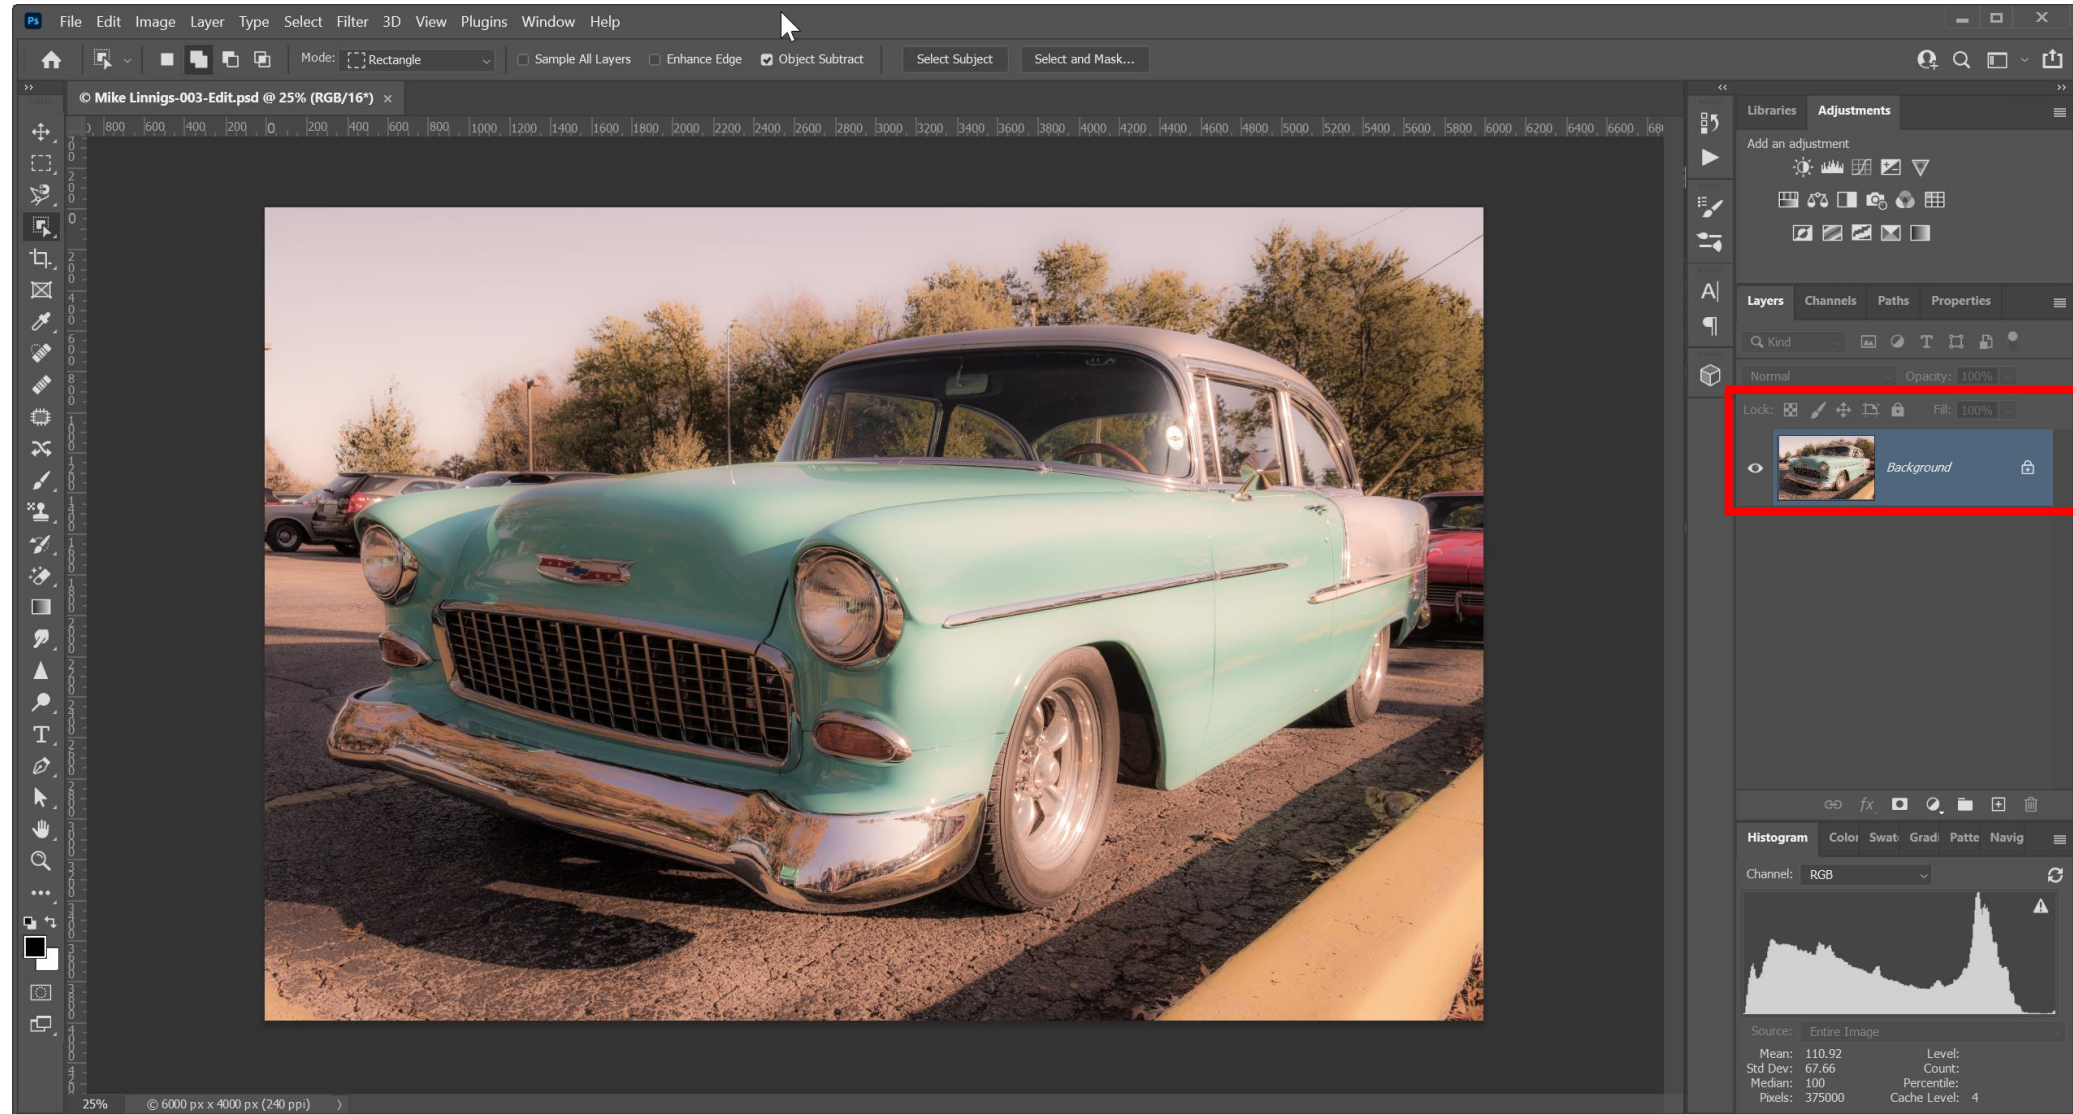 Ps File Edit Image Layer Type Select Filter 3D View Plugins Window Help
Mode: Rectangle Sample All Layers Enhance Edge Object Subtract Select Subject Select and Mask...
© Mike Linnigs-003-Edit.psd @ 25% (RGB/16*) ×
800 600 400 200 0 200 400 600 800 1000 1200 1400 1600 1800 2000 2200 2400 2600 2800 3000 3200 3400 3600 3800 4000 4200 4400 4600 4800 5000 5200 5400 5600 5800 6000 6200 6400 6600
Libraries Adjustments
Add an adjustment
Layers Channels Paths Properties
Kind
Normal Opacity: 100%
Lock: Fill: 100%
Background
fx
Histogram Color Swat Gradi Patte Navig
Channel: RGB
Source: Entire Image
Mean: 110.92 Level:
Std Dev: 67.66 Count:
Median: 100 Percentile:
Pixels: 375000 Cache Level: 4
25% © 6000 px x 4000 px (240 ppi)